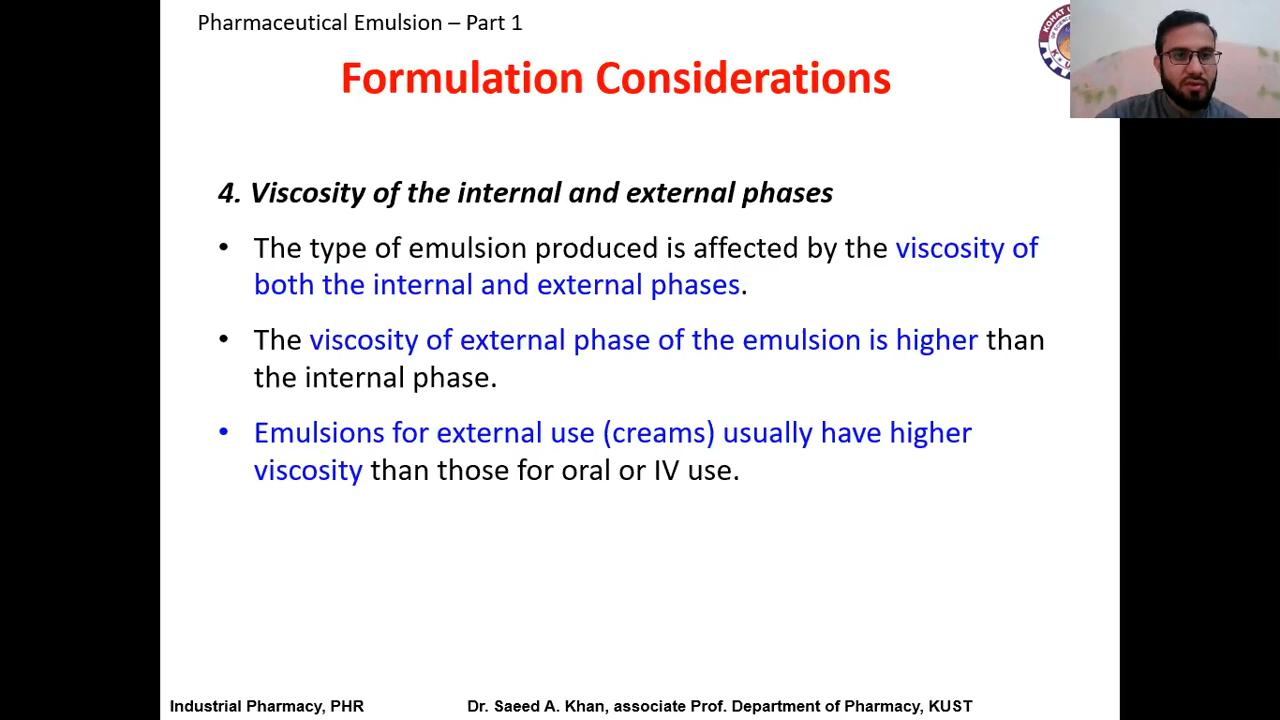 Pharmaceutical Emulsion – Part 1
Formulation Considerations
4. Viscosity of the internal and external phases
• The type of emulsion produced is affected by the viscosity of
both the internal and external phases.
• The viscosity of external phase of the emulsion is higher than
the internal phase.
• Emulsions for external use (creams) usually have higher
viscosity than those for oral or IV use.
Industrial Pharmacy, PHR
Dr. Saeed A. Khan, associate Prof. Department of Pharmacy, KUST